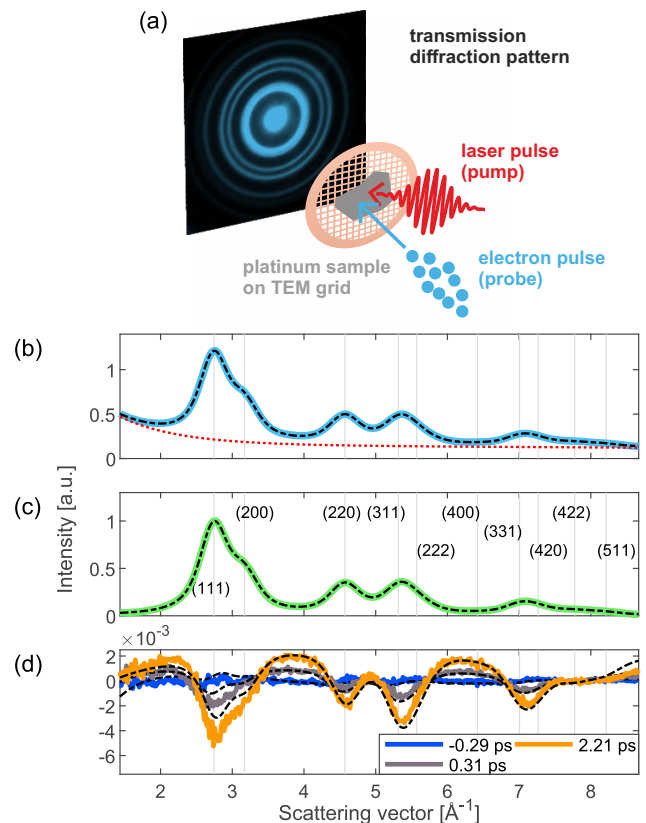 (a)
transmission
diffraction pattern
laser pulse
(pump)
electron pulse
(probe)
platinum sample
on TEM grid
(b)
1
0.5
0
(c)
Intensity [a.u.]
1
0.5
0
(111)
(200)
(220)
(311)
(222)
(400)
(331)
(420)
(422)
(511)
(d)
×10⁻³
2
0
-2
-4
-6
-0.29 ps
2.21 ps
0.31 ps
2 3 4 5 6 7 8
Scattering vector [Å⁻¹]